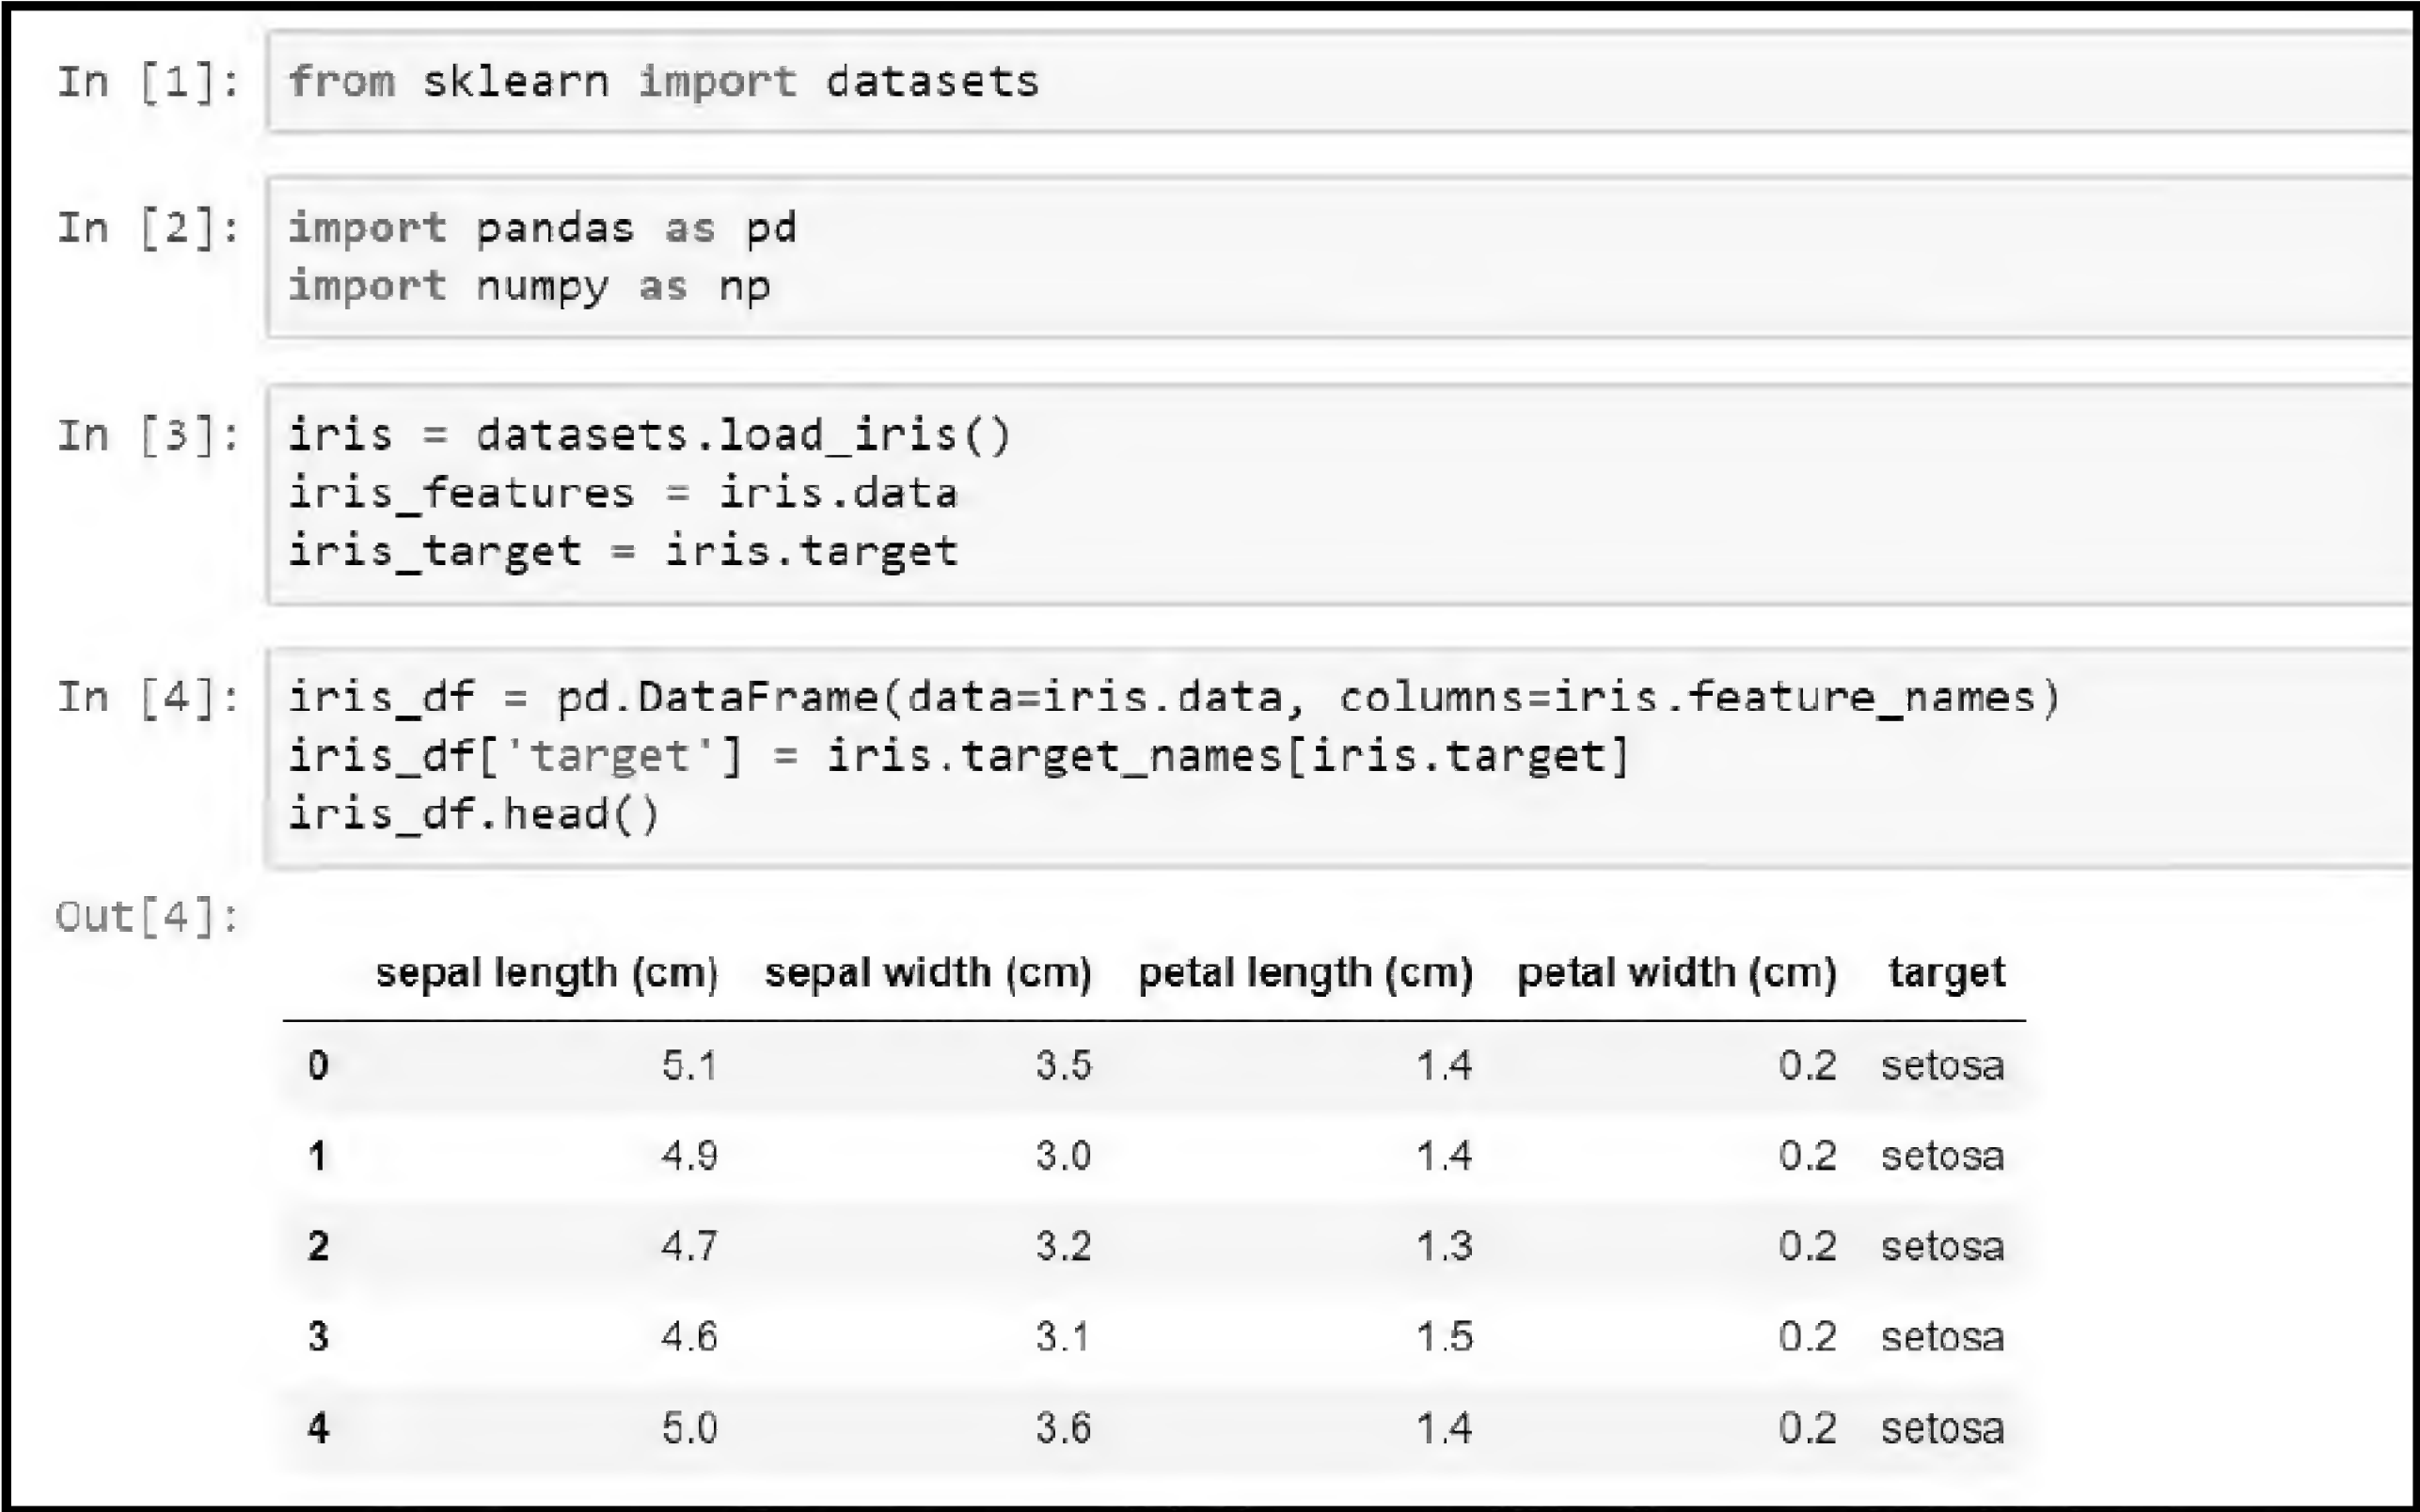 In [1]: from sklearn import datasets
In [2]: import pandas as pd
import numpy as np
In [3]: iris = datasets.load_iris()
iris_features = iris.data
iris_target = iris.target
In [4]: iris_df = pd.DataFrame(data=iris.data, columns=iris.feature_names)
iris_df['target'] = iris.target_names[iris.target]
iris_df.head()
Out[4]:
sepal length (cm) sepal width (cm) petal length (cm) petal width (cm) target
0 5.1 3.5 1.4 0.2 setosa
1 4.9 3.0 1.4 0.2 setosa
2 4.7 3.2 1.3 0.2 setosa
3 4.6 3.1 1.5 0.2 setosa
4 5.0 3.6 1.4 0.2 setosa